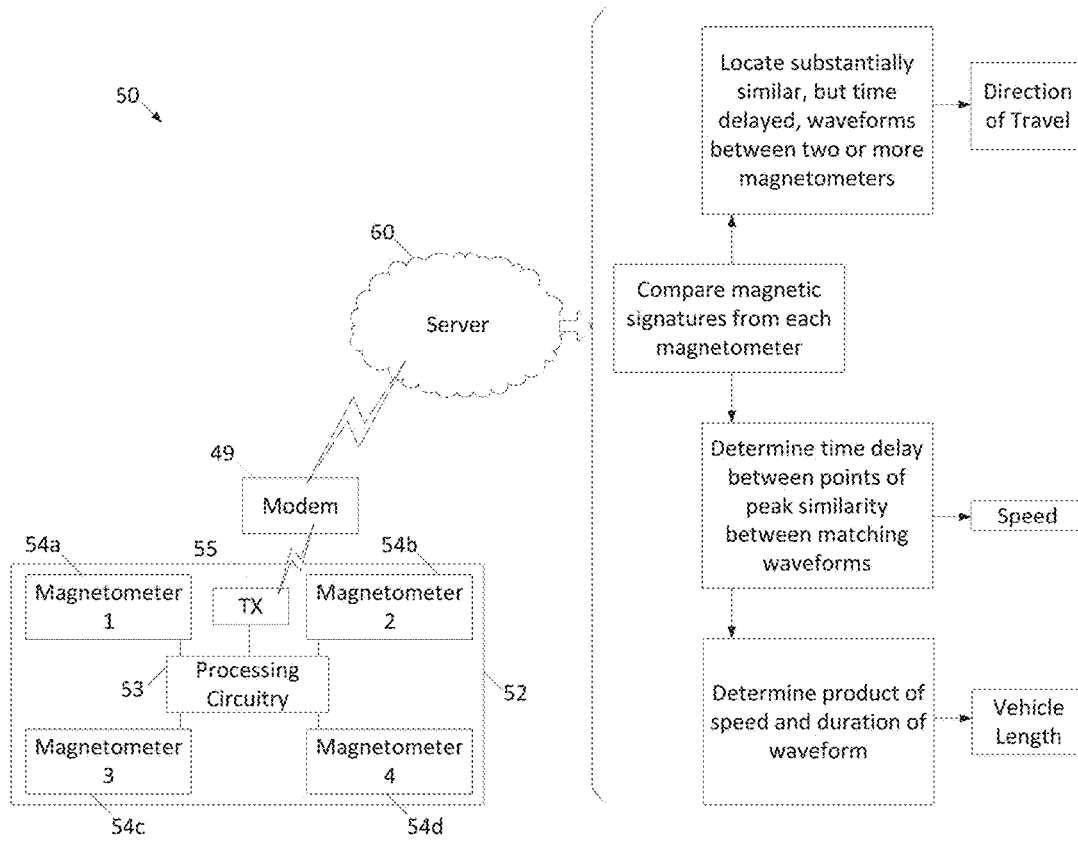 50
60
Server
49
Modem
54a
55
54b
Magnetometer
1
TX
Magnetometer
2
53
Processing
Circuitry
52
Magnetometer
3
Magnetometer
4
54c
54d
Locate substantially
similar, but time
delayed, waveforms
between two or more
magnetometers
Direction
of Travel
Compare magnetic
signatures from each
magnetometer
Determine time delay
between points of
peak similarity
between matching
waveforms
Speed
Determine product of
speed and duration of
waveform
Vehicle
Length